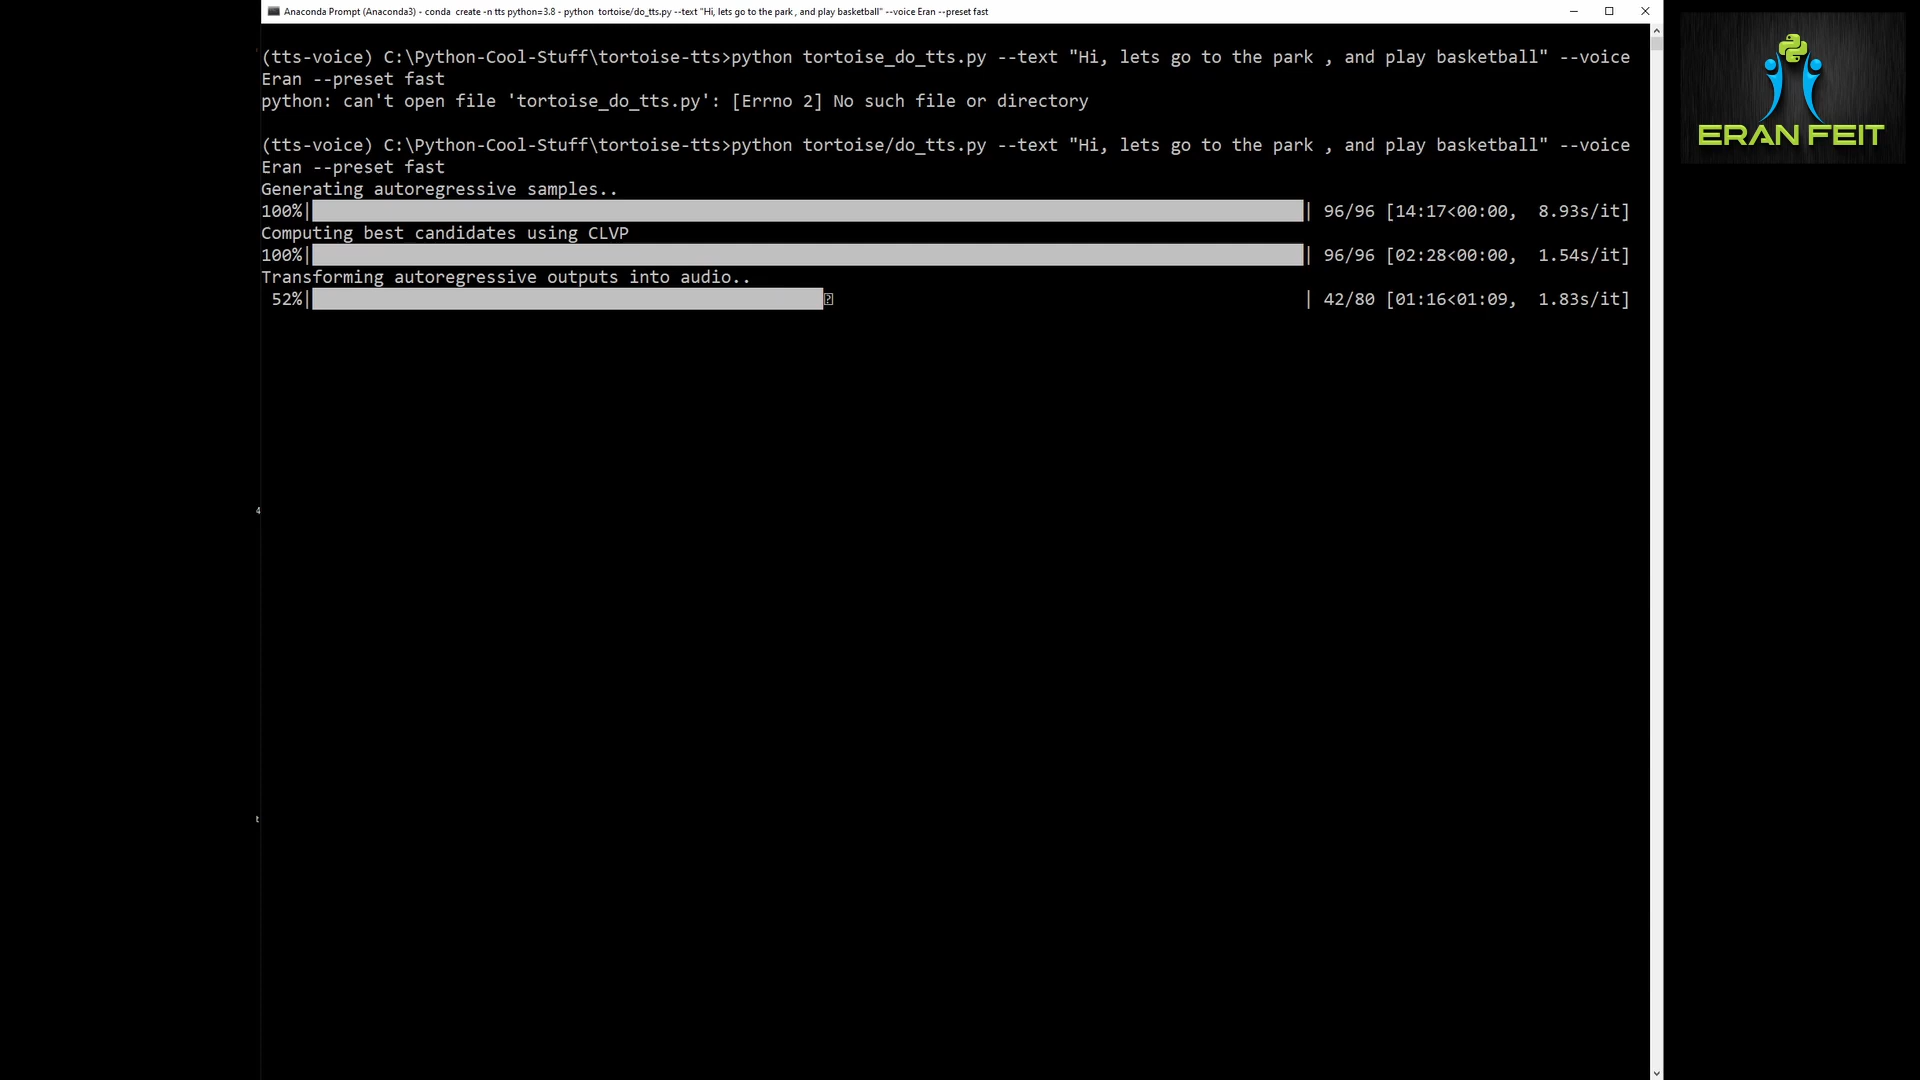 Anaconda Prompt (Anaconda3) - conda  create -n tts python=3.8 - python  tortoise/do_tts.py --text "Hi, lets go to the park , and play basketball" --voice Eran --preset fast
(tts-voice) C:\Python-Cool-Stuff\tortoise-tts>python tortoise_do_tts.py --text "Hi, lets go to the park , and play basketball" --voice
Eran --preset fast
python: can't open file 'tortoise_do_tts.py': [Errno 2] No such file or directory
(tts-voice) C:\Python-Cool-Stuff\tortoise-tts>python tortoise/do_tts.py --text "Hi, lets go to the park , and play basketball" --voice
Eran --preset fast
Generating autoregressive samples..
100%| | 96/96 [14:17<00:00,  8.93s/it]
Computing best candidates using CLVP
100%| | 96/96 [02:28<00:00,  1.54s/it]
Transforming autoregressive outputs into audio..
52%| | 42/80 [01:16<01:09,  1.83s/it]
4
t
ERAN FEIT